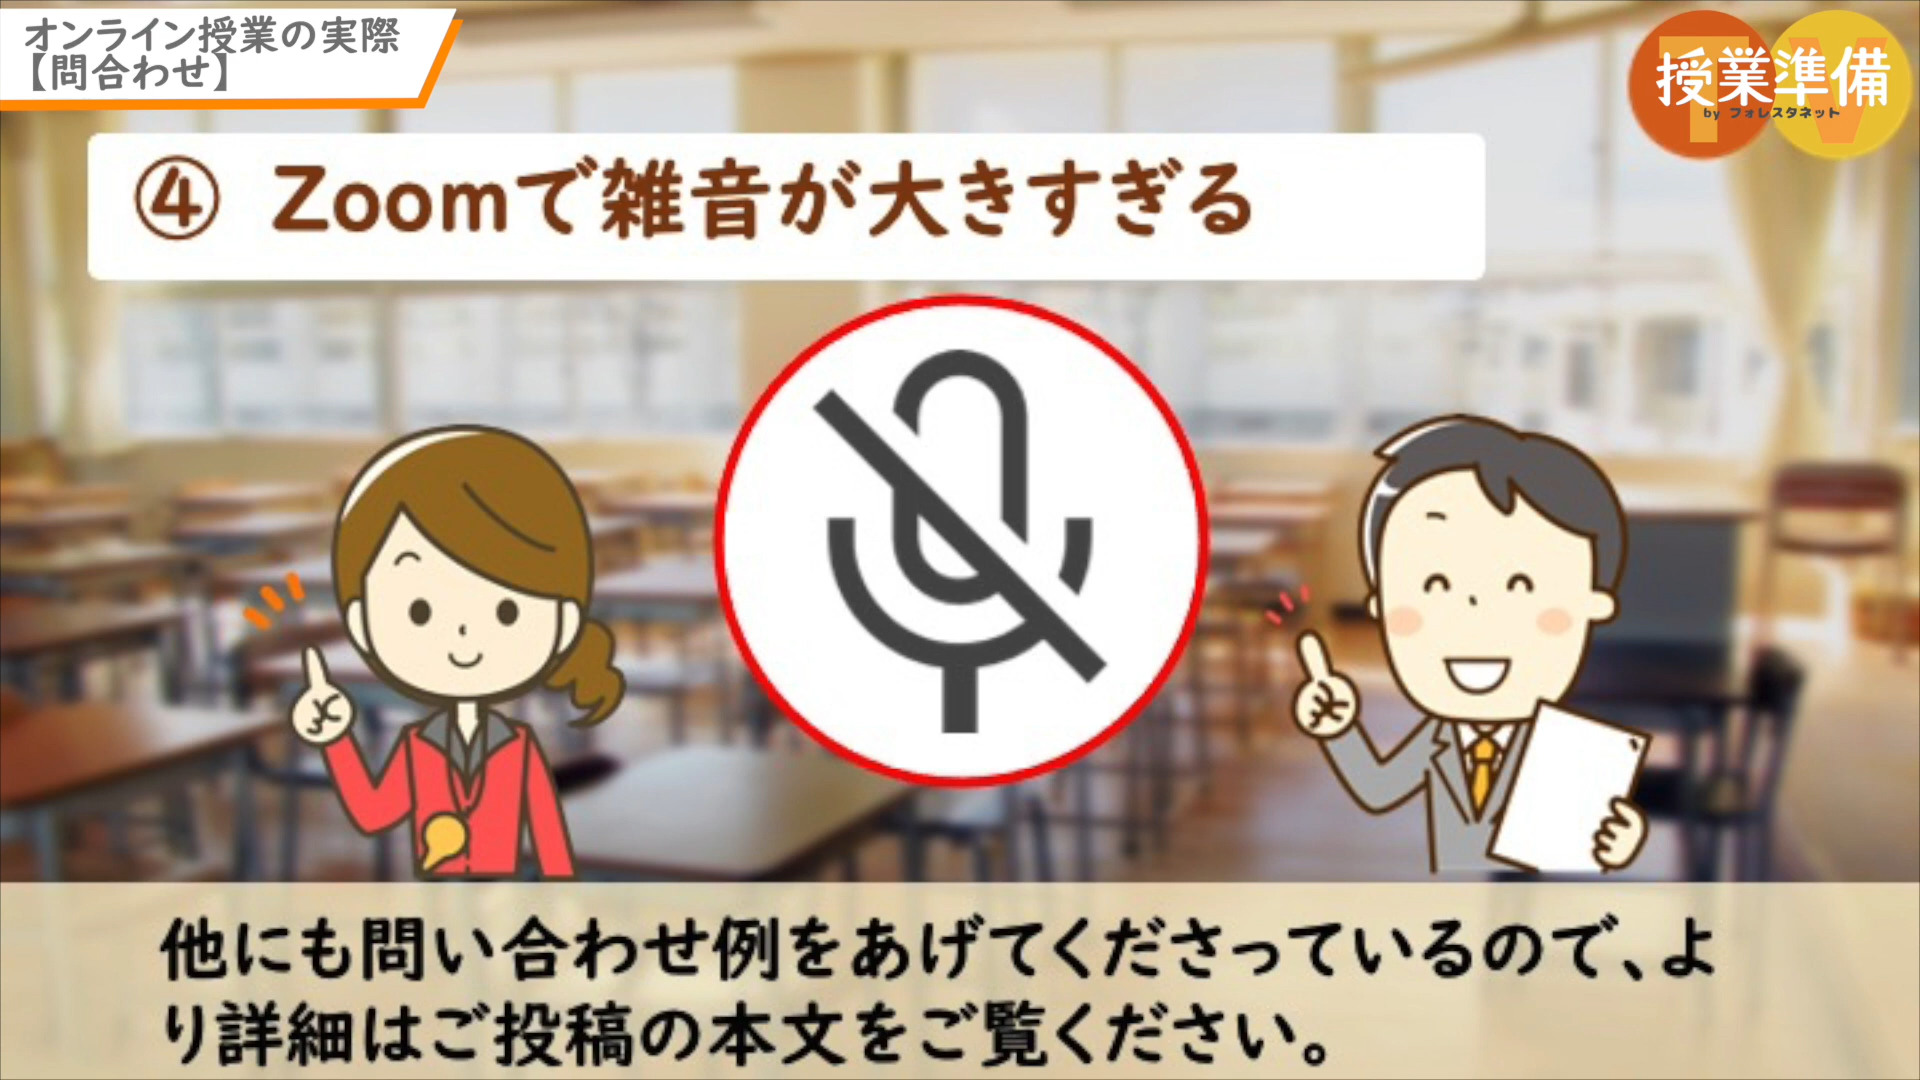 オンライン授業の実際
【問合わせ】
TV
授業準備
by フォレスタネット
④ Zoomで雑音が大きすぎる
他にも問い合わせ例をあげてくださっているので、よ
り詳細はご投稿の本文をご覧ください。